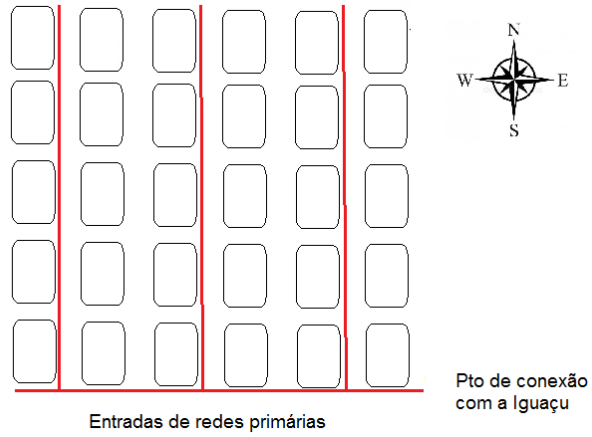 N
W E
S
Pto de conexão
com a Iguaçu
Entradas de redes primárias